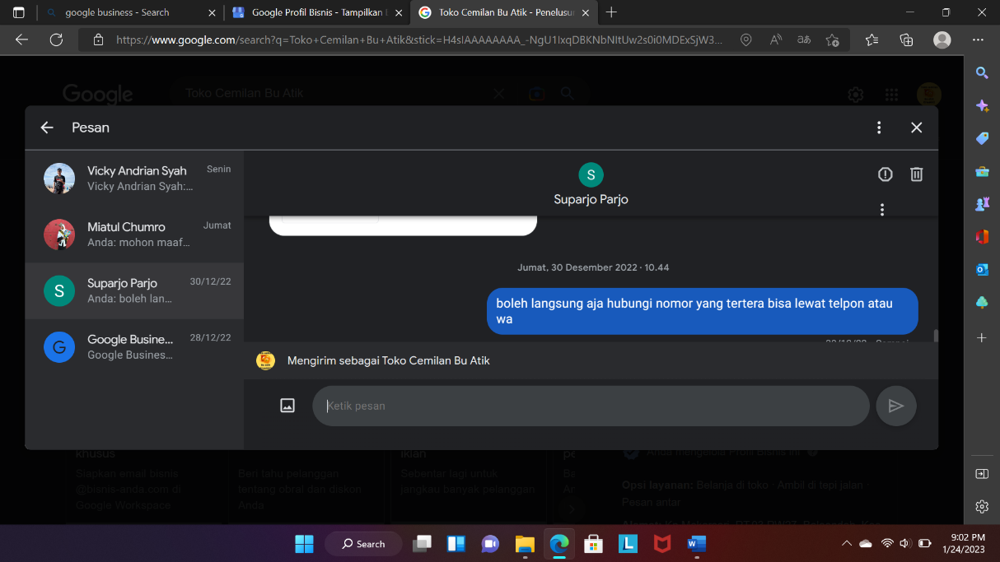 google business - Search
Google Profil Bisnis - Tampilkan
Toko Cemilan Bu Atik - Penelusu
https://www.google.com/search?q=Toko+Cemilan+Bu+Atik&stick=H4sIAAAAAAAA_-NgU1IxqDBKNbNItUw2s0i0MDExSjW3...
Google
Toko Cemilan Bu Atik
Pesan
Vicky Andrian Syah
Senin
Vicky Andrian Syah:...
Miatul Chumro
Jumat
Anda: mohon maaf...
Suparjo Parjo
30/12/22
Anda: boleh lan...
G
Google Busine...
28/12/22
Google Busines...
S
S
Suparjo Parjo
Jumat, 30 Desember 2022 · 10.44
boleh langsung aja hubungi nomor yang tertera bisa lewat telpon atau
wa
Mengirim sebagai Toko Cemilan Bu Atik
Ketik pesan
khusus
Siapkan email bisnis
@bisnis-anda.com di
Google Workspace
Beri tahu pelanggan
tentang obral dan diskon
Anda
iklan
Sebentar lagi untuk
jangkau banyak pelanggan
Anda mengelola Profil Bisnis ini
Opsi layanan: Belanja di toko · Ambil di tepi jalan ·
Pesan antar
Search
9:02 PM
1/24/2023